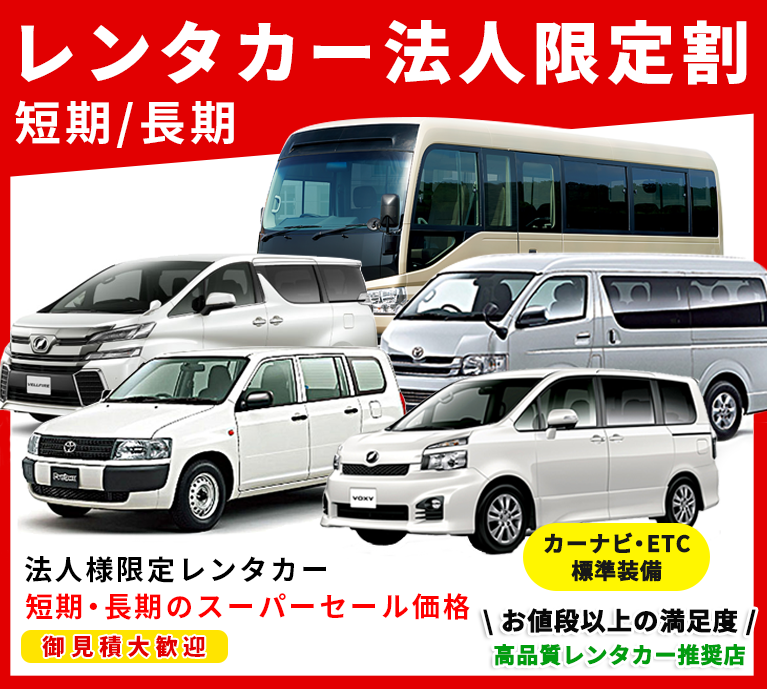 レンタカー法人限定割
短期/長期
VELLFIRE
ProBox
VOXY
カーナビ・ETC
標準装備
法人様限定レンタカー
短期・長期のスーパーセール価格
御見積大歓迎
\ お値段以上の満足度 /
高品質レンタカー推奨店